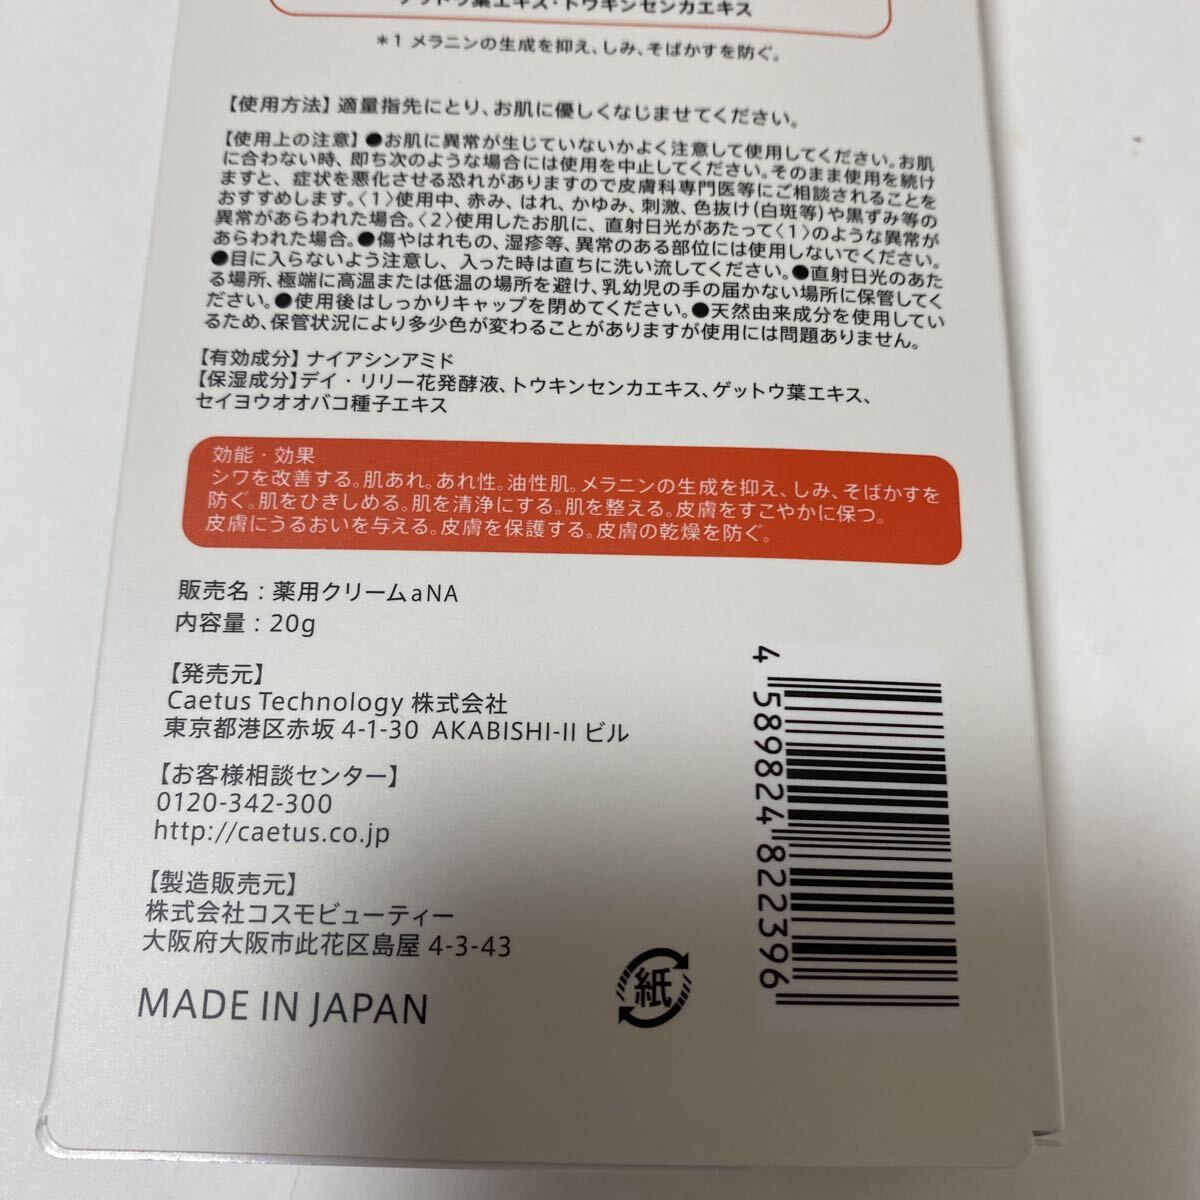 ゲットウ葉エキス・トウキンセンカエキス
＊1 メラニンの生成を抑え、しみ、そばかすを防ぐ。
【使用方法】適量指先にとり、お肌に優しくなじませてください。
【使用上の注意】●お肌に異常が生じていないかよく注意して使用してください。お肌
に合わない時、即ち次のような場合には使用を中止してください。そのまま使用を続け
ますと、症状を悪化させる恐れがありますので皮膚科専門医等にご相談されることを
おすすめします。〈1〉使用中、赤み、はれ、かゆみ、刺激、色抜け(白斑等)や黒ずみ等の
異常があらわれた場合。〈2〉使用したお肌に、直射日光があたって〈1〉のような異常が
あらわれた場合。●傷やはれもの、湿疹等、異常のある部位には使用しないでください。
●目に入らないよう注意し、入った時は直ちに洗い流してください。●直射日光のあた
る場所、極端に高温または低温の場所を避け、乳幼児の手の届かない場所に保管してく
ださい。●使用後はしっかりキャップを閉めてください。●天然由来成分を使用してい
るため、保管状況により多少色が変わることがありますが使用には問題ありません。
【有効成分】ナイアシンアミド
【保湿成分】デイ・リリー花発酵液、トウキンセンカエキス、ゲットウ葉エキス、
セイヨウオオバコ種子エキス
効能・効果
シワを改善する。肌あれ。あれ性。油性肌。メラニンの生成を抑え、しみ、そばかすを
防ぐ。肌をひきしめる。肌を清浄にする。肌を整える。皮膚をすこやかに保つ。
皮膚にうるおいを与える。皮膚を保護する。皮膚の乾燥を防ぐ。
販売名：薬用クリームaNA
内容量：20g
【発売元】
Caetus Technology 株式会社
東京都港区赤坂 4-1-30 AKABISHI-II ビル
【お客様相談センター】
0120-342-300
http://caetus.co.jp
【製造販売元】
株式会社コスモビューティー
大阪府大阪市此花区島屋 4-3-43
MADE IN JAPAN
紙
4 589824 822396